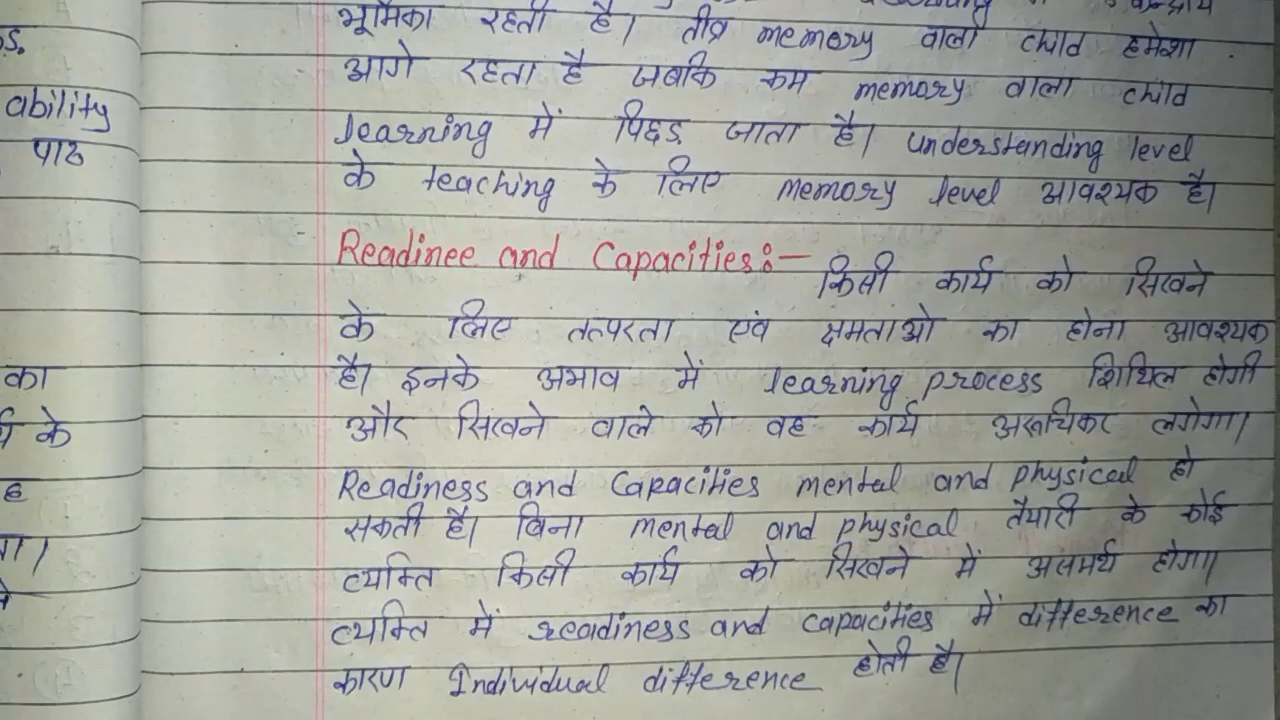 भूमिका रहती है। तीव्र memory वाला child हमेशा
आगे रहता है जबकि कम memory वाला child
learning में पिछड़ जाता है। understanding level
के teaching के लिए memory level आवश्यक है।
Readinee and Capacities:-
किसी कार्य को सिखने
के लिए तत्परता एवं क्षमताओ का होना आवश्यक
है। इनके अभाव में learning process शिथिल होगी
और सिखने वाले को वह कार्य अरूचिकर लगेगा।
Readiness and Capacities mental and physical हो
सकती है। बिना mental and physical तैयारी के कोई
व्यक्ति किसी कार्य को सिखने में असमर्थ होगा।
व्यक्ति में readiness and capacities में difference का
कारण Individual difference होती है।
ability
पाठ
का
के